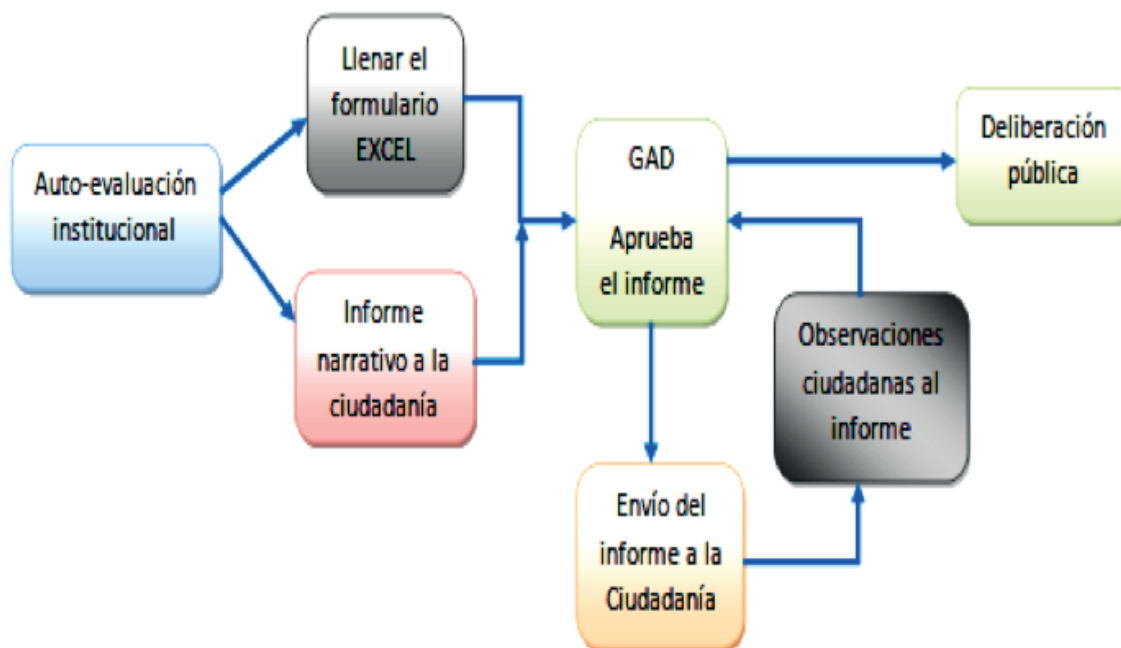 Auto-evaluación
institucional
Llenar el
formulario
EXCEL
Informe
narrativo a la
ciudadanía
GAD
Aprueba
el informe
Deliberación
pública
Observaciones
ciudadanas al
informe
Envío del
informe a la
Ciudadanía